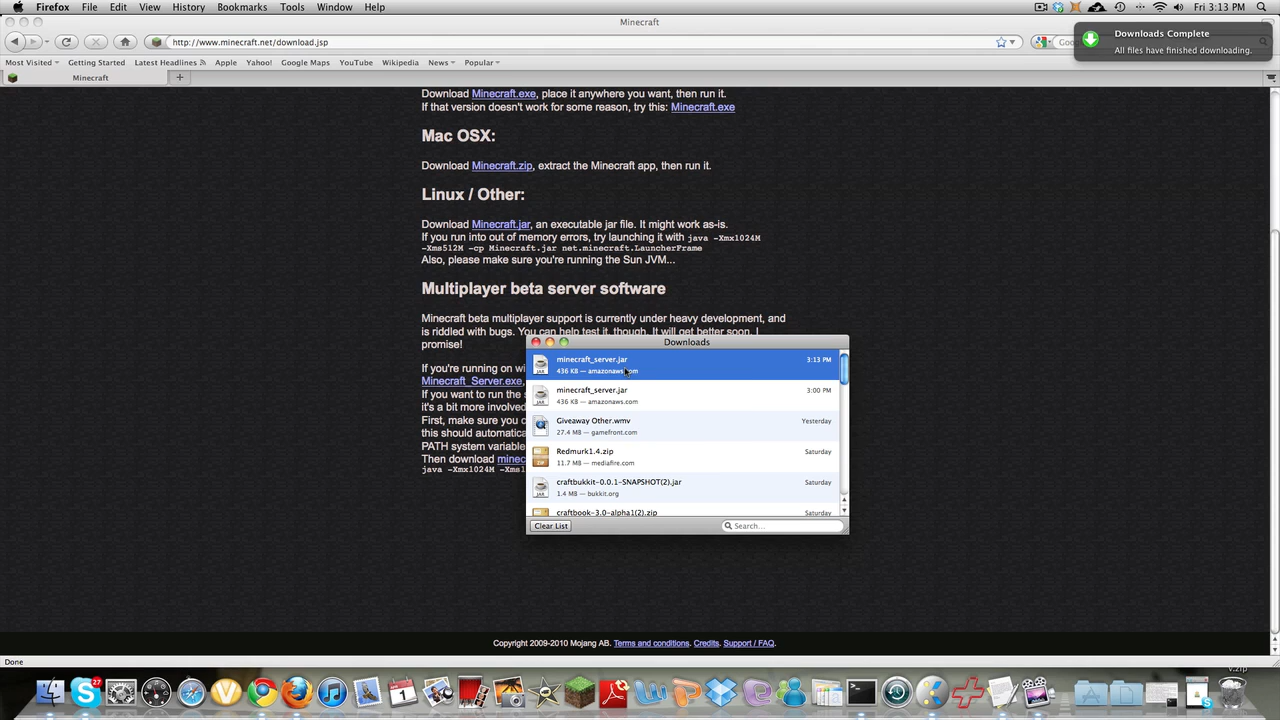 Firefox File Edit View History Bookmarks Tools Window Help
Fri 3:13 PM
Minecraft
http://www.minecraft.net/download.jsp
Downloads Complete
All files have finished downloading.
Most Visited Getting Started Latest Headlines Apple Yahoo! Google Maps YouTube Wikipedia News Popular
Minecraft
Download Minecraft.exe, place it anywhere you want, then run it.
If that version doesn't work for some reason, try this: Minecraft.exe
Mac OSX:
Download Minecraft.zip, extract the Minecraft app, then run it.
Linux / Other:
Download Minecraft.jar, an executable jar file. It might work as-is.
If you run into out of memory errors, try launching it with java -Xmx1024M
-Xms512M -cp Minecraft.jar net.minecraft.LauncherFrame
Also, please make sure you're running the Sun JVM...
Multiplayer beta server software
Minecraft beta multiplayer support is currently under heavy development, and
is riddled with bugs. You can help test it, though. It will get better soon, I
promise!
If you're running on
Minecraft_Server.exe,
If you want to run the
it's a bit more involved
First, make sure you
this should automatica
PATH system variable
Then download
java -Xmx1024M
Downloads
minecraft_server.jar 3:13 PM
436 KB — amazonaws.com
minecraft_server.jar 3:00 PM
436 KB — amazonaws.com
Giveaway Other.wmv Yesterday
27.4 MB — gamefront.com
Redmurk1.4.zip Saturday
11.7 MB — mediafire.com
craftbukkit-0.0.1-SNAPSHOT(2).jar Saturday
1.4 MB — bukkit.org
craftbook-3.0-alpha1(2).zip Saturday
Clear List
Search...
Copyright 2009-2010 Mojang AB. Terms and conditions. Credits. Support / FAQ.
Done
v.zip
27
1